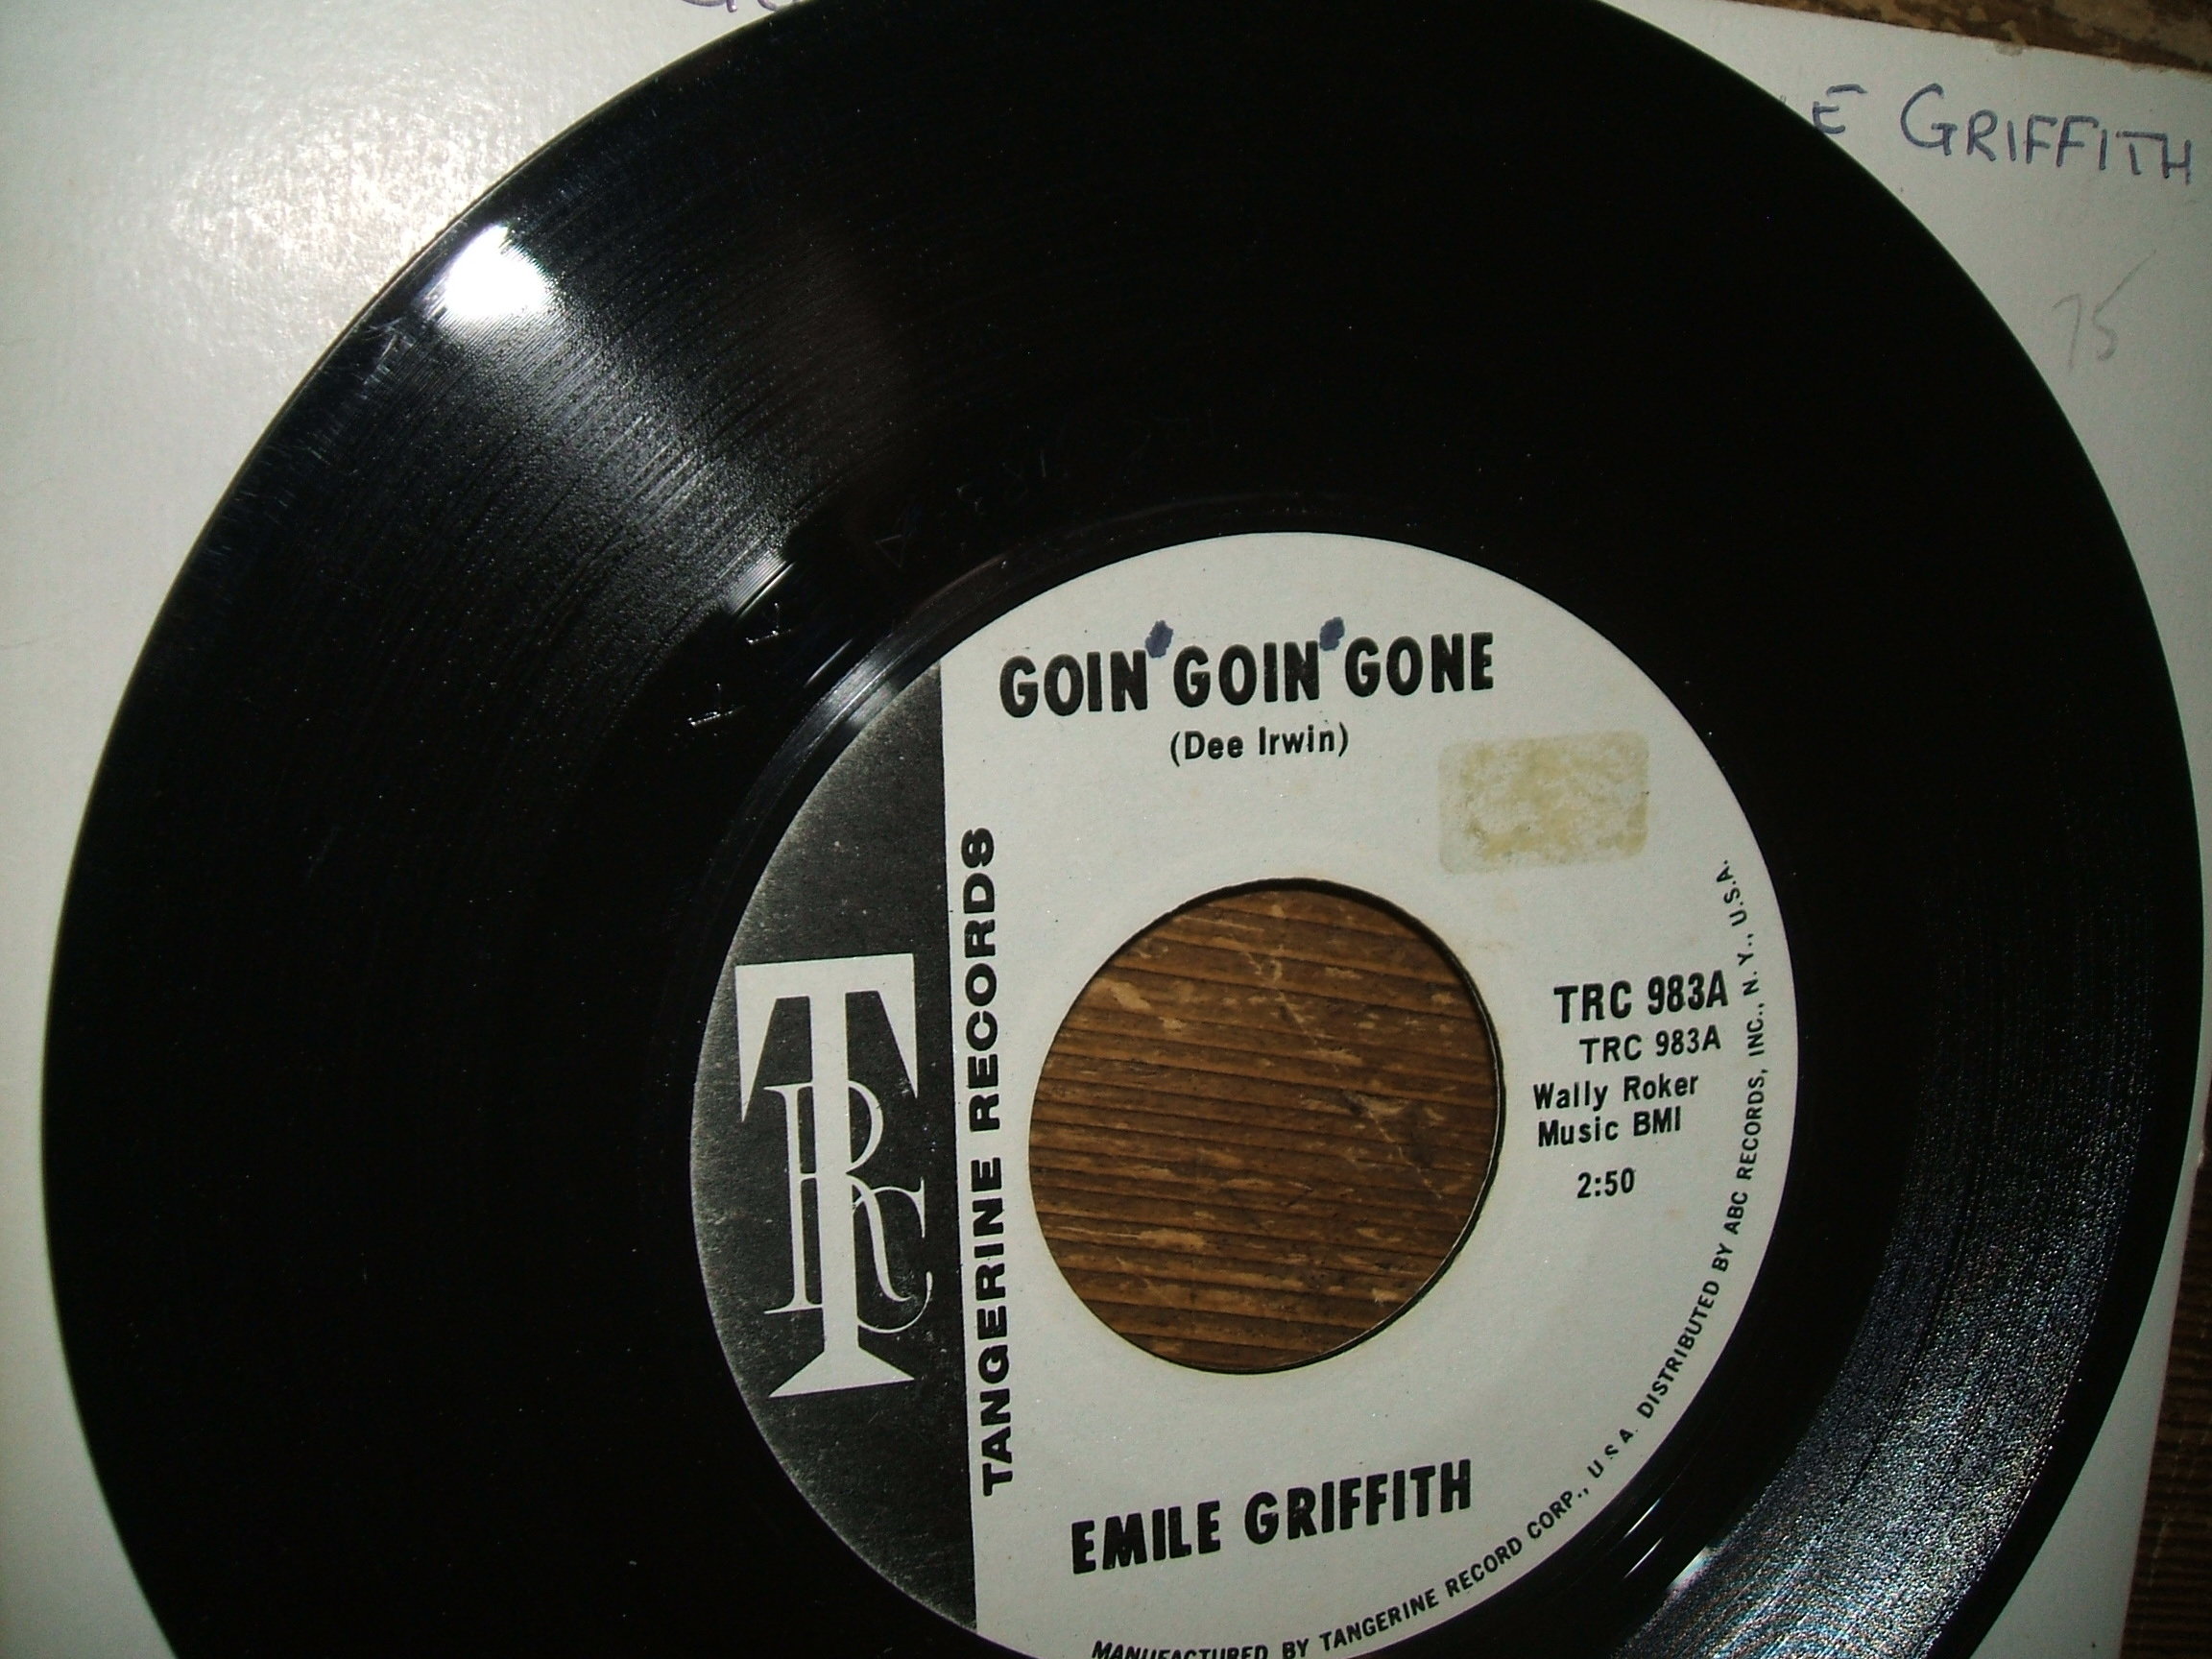 E GRIFFITH
75
GOIN' GOIN' GONE
(Dee Irwin)
TANGERINE RECORDS
TRC
TRC 983A
TRC 983A
Wally Roker
Music BMI
2:50
EMILE GRIFFITH
MANUFACTURED BY TANGERINE RECORD CORP., U.S.A. DISTRIBUTED BY ABC RECORDS, INC., N. Y., U.S.A.